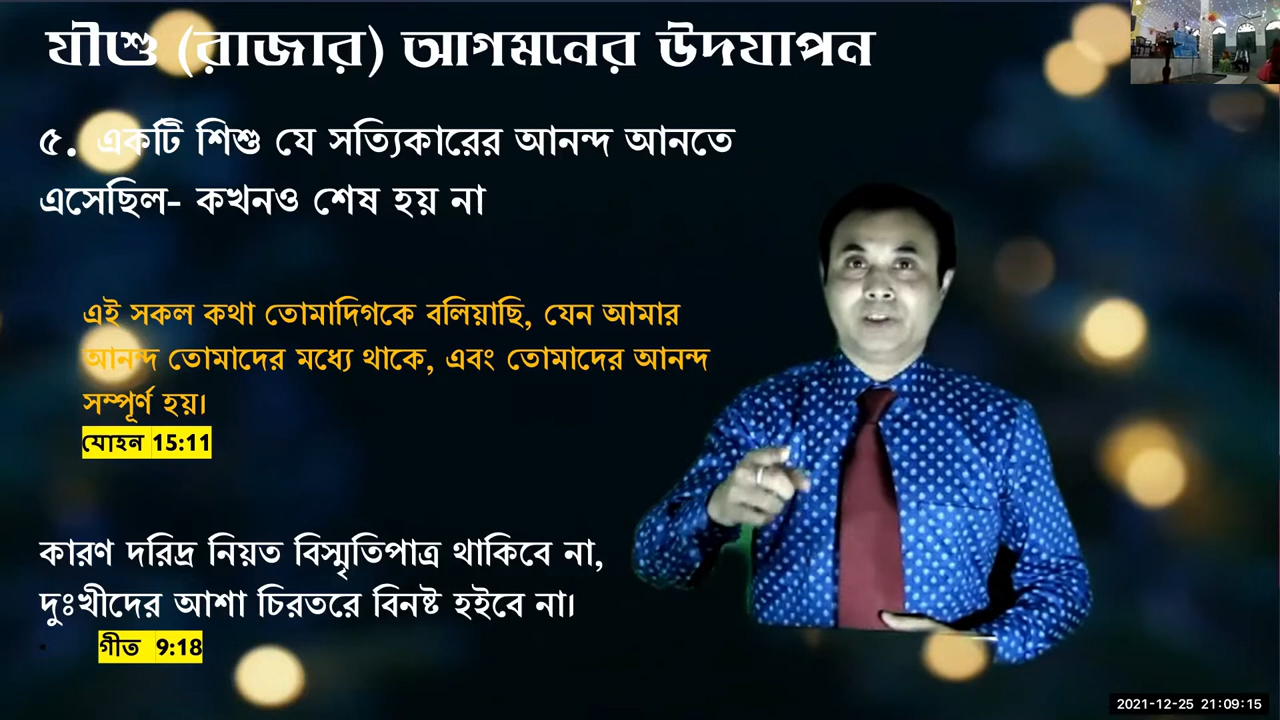 যীশু (রাজার) আগমনের উদযাপন
৫. একটি শিশু যে সত্যিকারের আনন্দ আনতে
এসেছিল- কখনও শেষ হয় না
এই সকল কথা তোমাদিগকে বলিয়াছি, যেন আমার
আনন্দ তোমাদের মধ্যে থাকে, এবং তোমাদের আনন্দ
সম্পূর্ণ হয়।
যোহন 15:11
কারণ দরিদ্র নিয়ত বিস্মৃতিপাত্র থাকিবে না,
দুঃখীদের আশা চিরতরে বিনষ্ট হইবে না।
গীত 9:18
2021-12-25 21:09:15